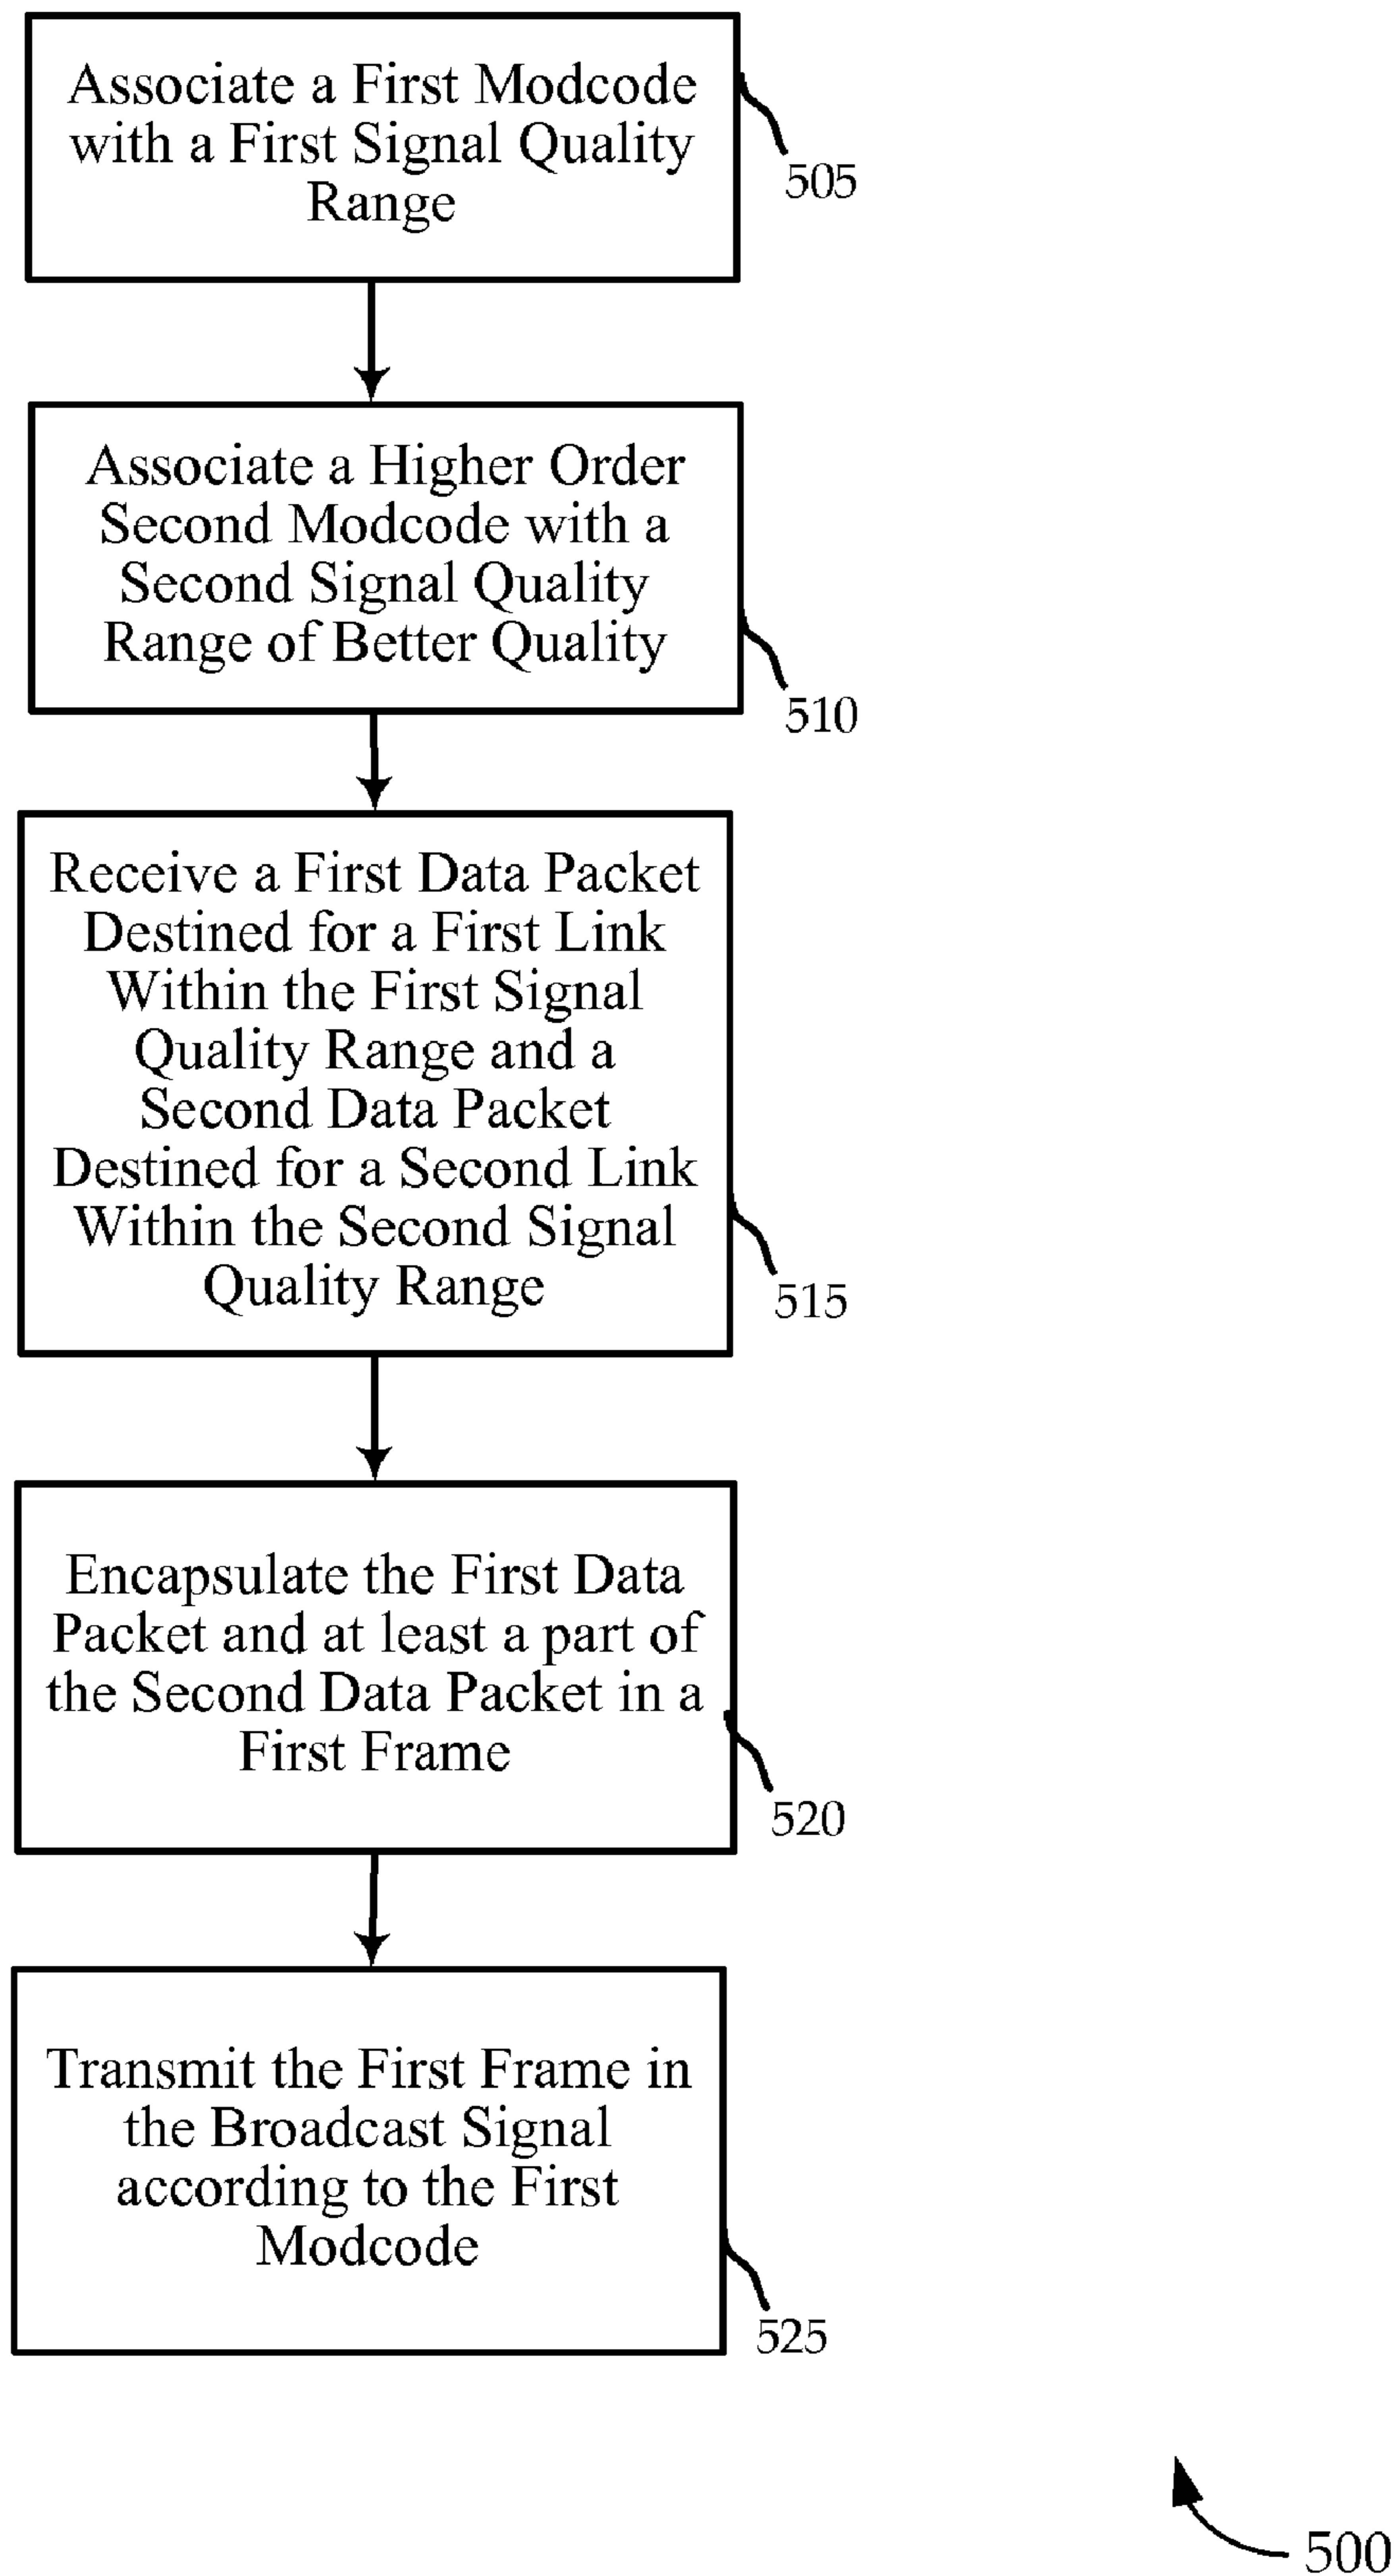 Associate a First Modcode
with a First Signal Quality
Range
505
Associate a Higher Order
Second Modcode with a
Second Signal Quality
Range of Better Quality
510
Receive a First Data Packet
Destined for a First Link
Within the First Signal
Quality Range and a
Second Data Packet
Destined for a Second Link
Within the Second Signal
Quality Range
515
Encapsulate the First Data
Packet and at least a part of
the Second Data Packet in a
First Frame
520
Transmit the First Frame in
the Broadcast Signal
according to the First
Modcode
525
500